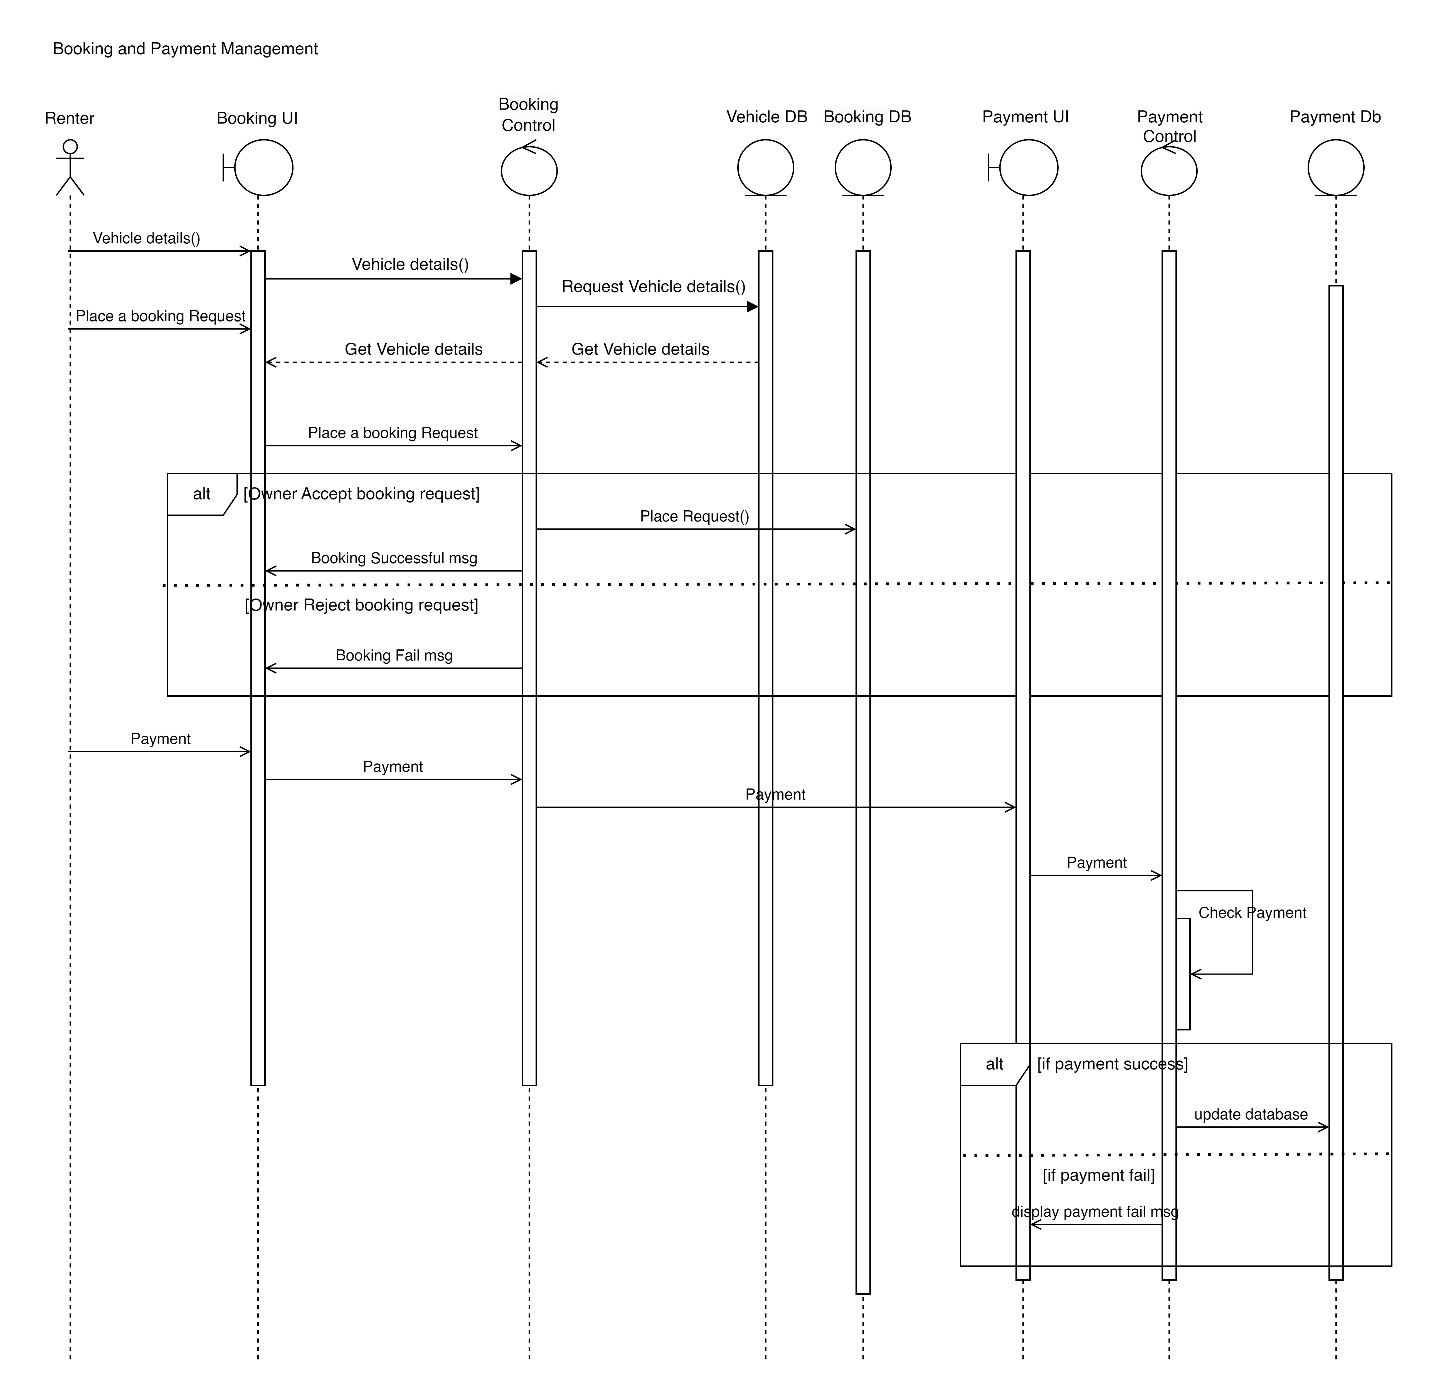 Booking and Payment Management
Renter
Booking UI
Booking
Control
Vehicle DB
Booking DB
Payment UI
Payment
Control
Payment Db
Vehicle details()
Vehicle details()
Request Vehicle details()
Place a booking Request
Get Vehicle details
Get Vehicle details
Place a booking Request
alt
[Owner Accept booking request]
Place Request()
Booking Successful msg
[Owner Reject booking request]
Booking Fail msg
Payment
Payment
Payment
Payment
Check Payment
alt
[if payment success]
update database
[if payment fail]
display payment fail msg